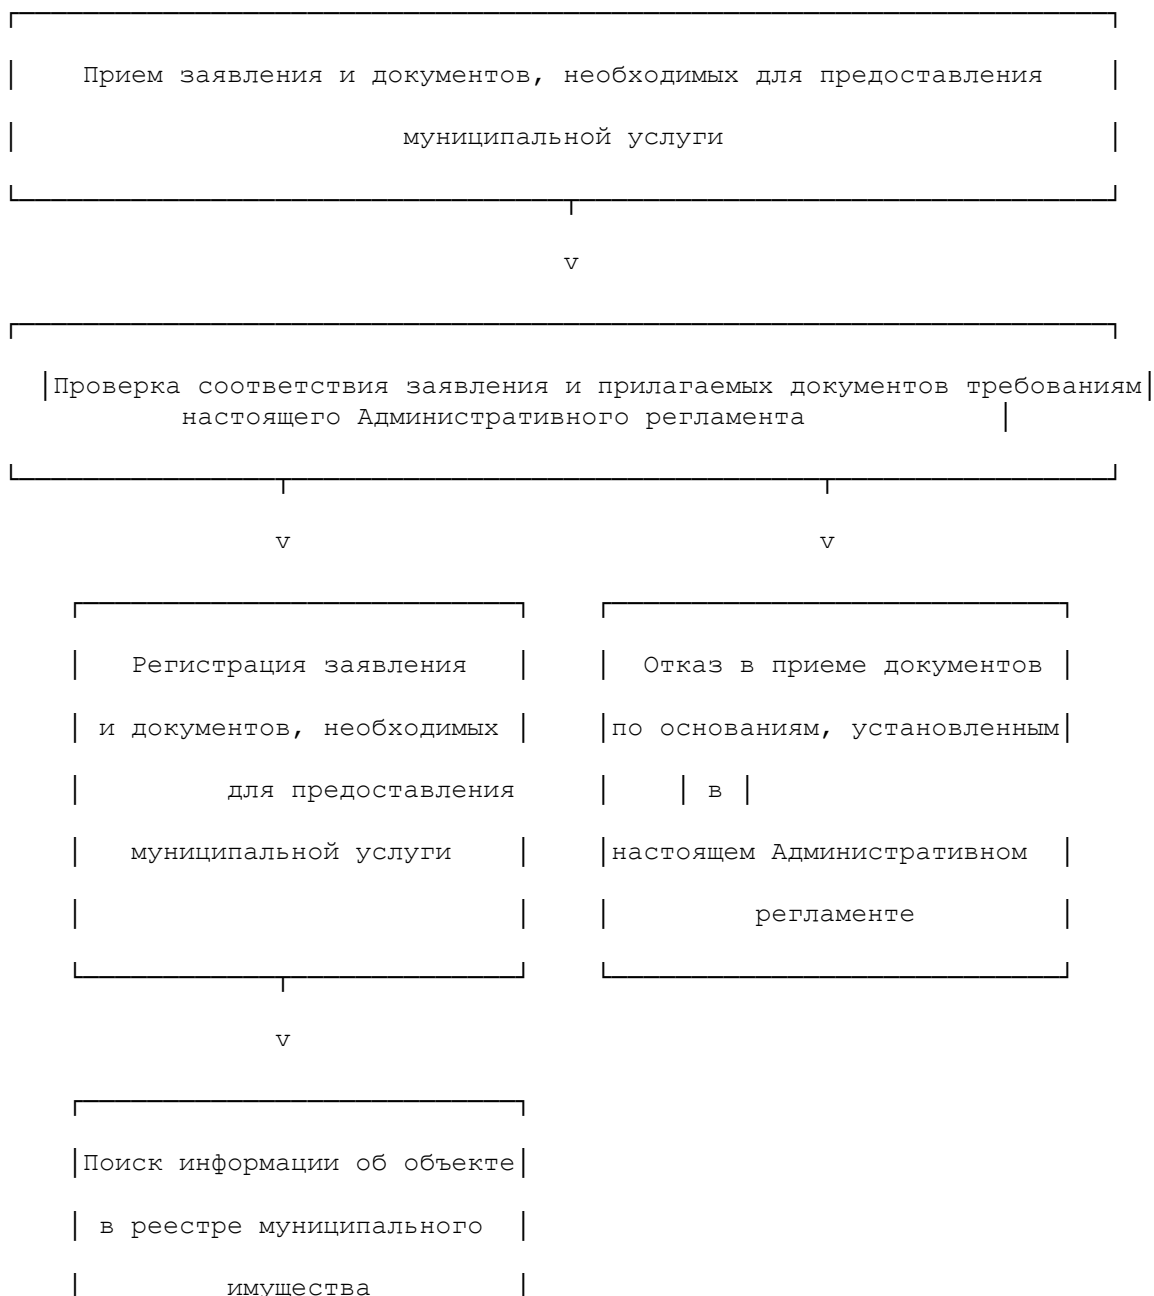 Прием заявления и документов, необходимых для предоставления
муниципальной услуги
v
Проверка соответствия заявления и прилагаемых документов требованиям
настоящего Административного регламента
v v
Регистрация заявления
и документов, необходимых
для предоставления
муниципальной услуги
Отказ в приеме документов
по основаниям, установленным
в
настоящем Административном
регламенте
v
Поиск информации об объекте
в реестре муниципального
имущества